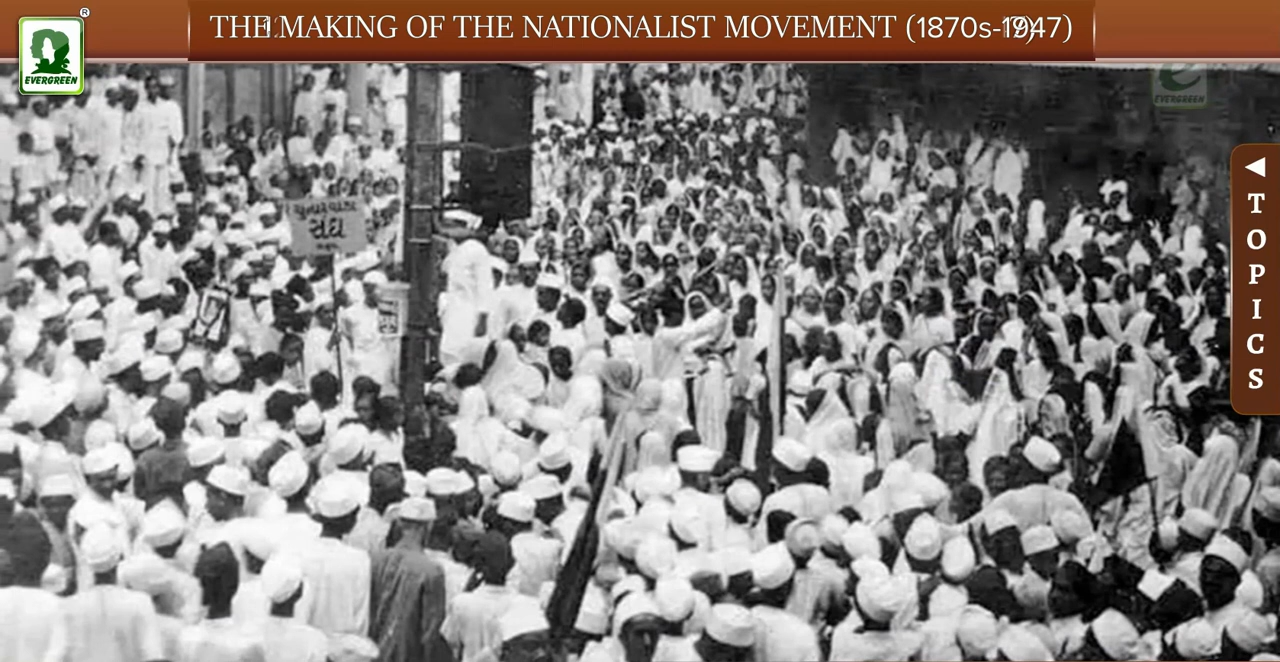 THE MAKING OF THE NATIONALIST MOVEMENT (1870s-1947)
®
EVERGREEN
EVERGREEN
સંઘ
◀
TOPICS